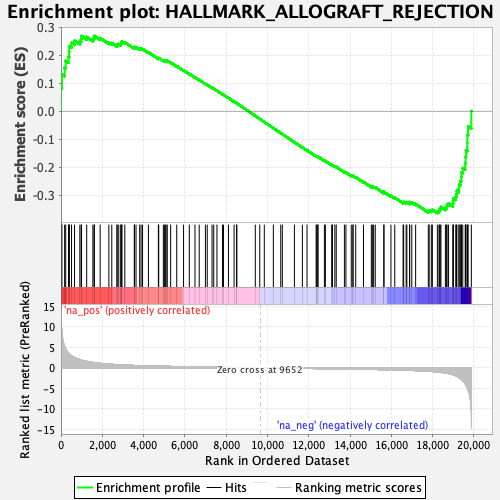 Enrichment plot: HALLMARK_ALLOGRAFT_REJECTION
Enrichment score (ES)
0.3
0.2
0.1
0.0
-0.1
-0.2
-0.3
'na_pos' (positively correlated)
Ranked list metric (PreRanked)
15
10
5
0
-5
-10
-15
Zero cross at 9652
'na_neg' (negatively correlated)
0 2,000 4,000 6,000 8,000 10,000 12,000 14,000 16,000 18,000 20,000
Rank in Ordered Dataset
Enrichment profile Hits Ranking metric scores